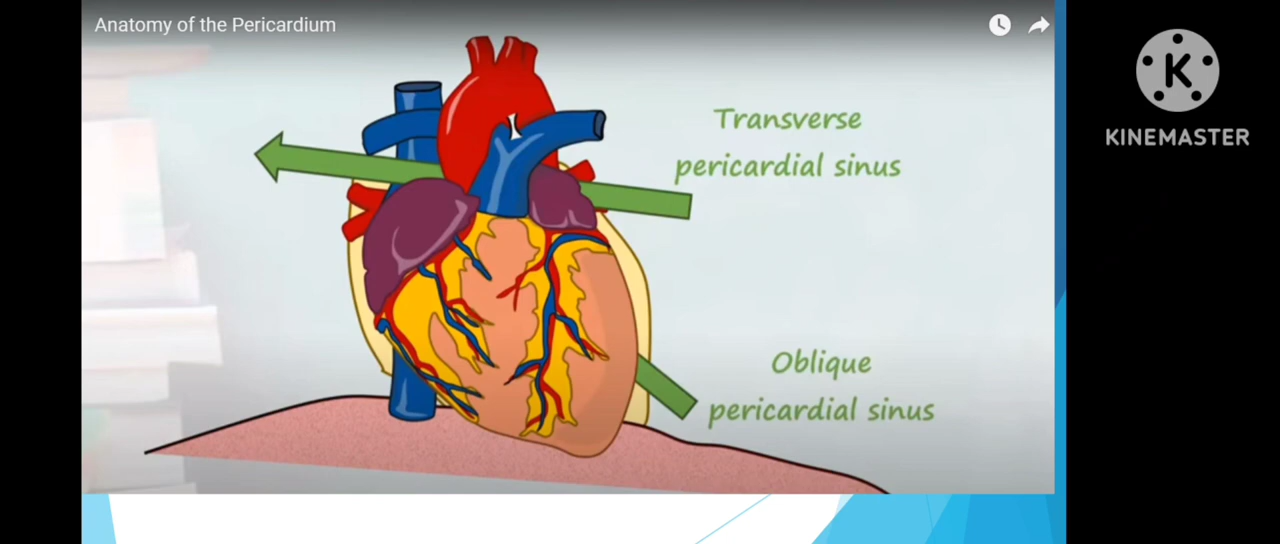 Anatomy of the Pericardium
K
KINEMASTER
Transverse
pericardial sinus
Oblique
pericardial sinus